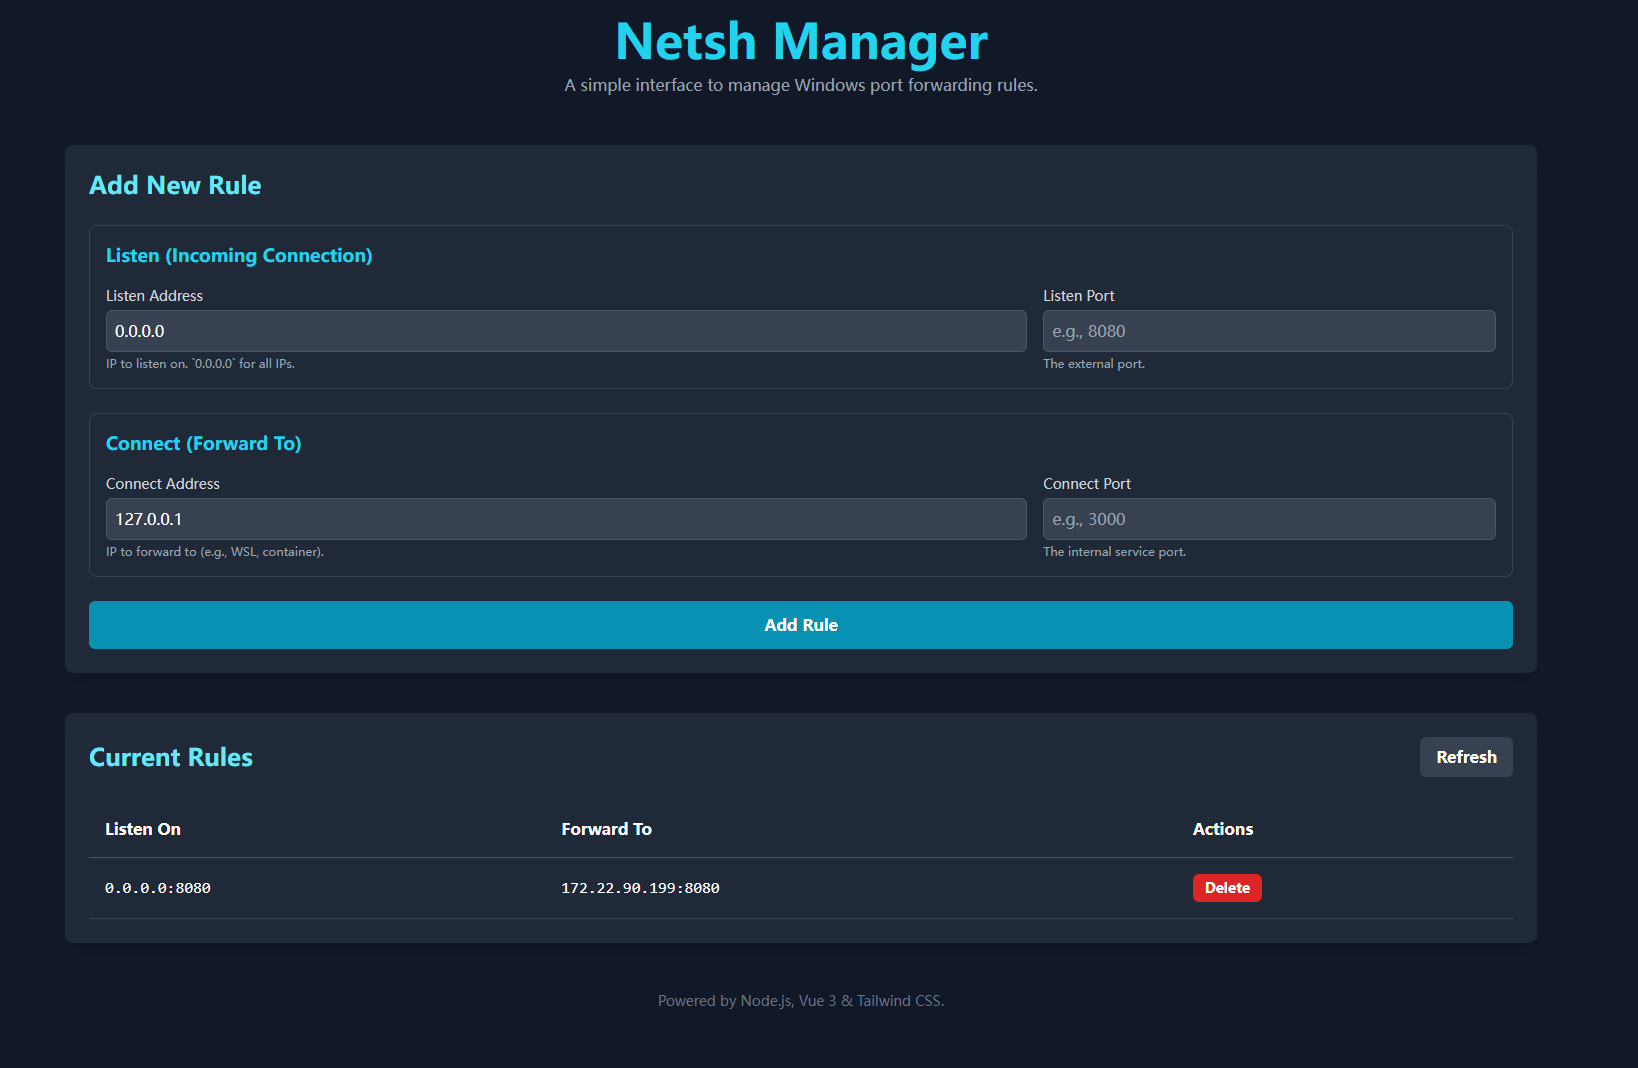 Netsh Manager
A simple interface to manage Windows port forwarding rules.
Add New Rule
Listen (Incoming Connection)
Listen Address
Listen Port
0.0.0.0
e.g., 8080
IP to listen on. `0.0.0.0` for all IPs.
The external port.
Connect (Forward To)
Connect Address
Connect Port
127.0.0.1
e.g., 3000
IP to forward to (e.g., WSL, container).
The internal service port.
Add Rule
Current Rules
Refresh
Listen On
Forward To
Actions
0.0.0.0:8080
172.22.90.199:8080
Delete
Powered by Node.js, Vue 3 & Tailwind CSS.